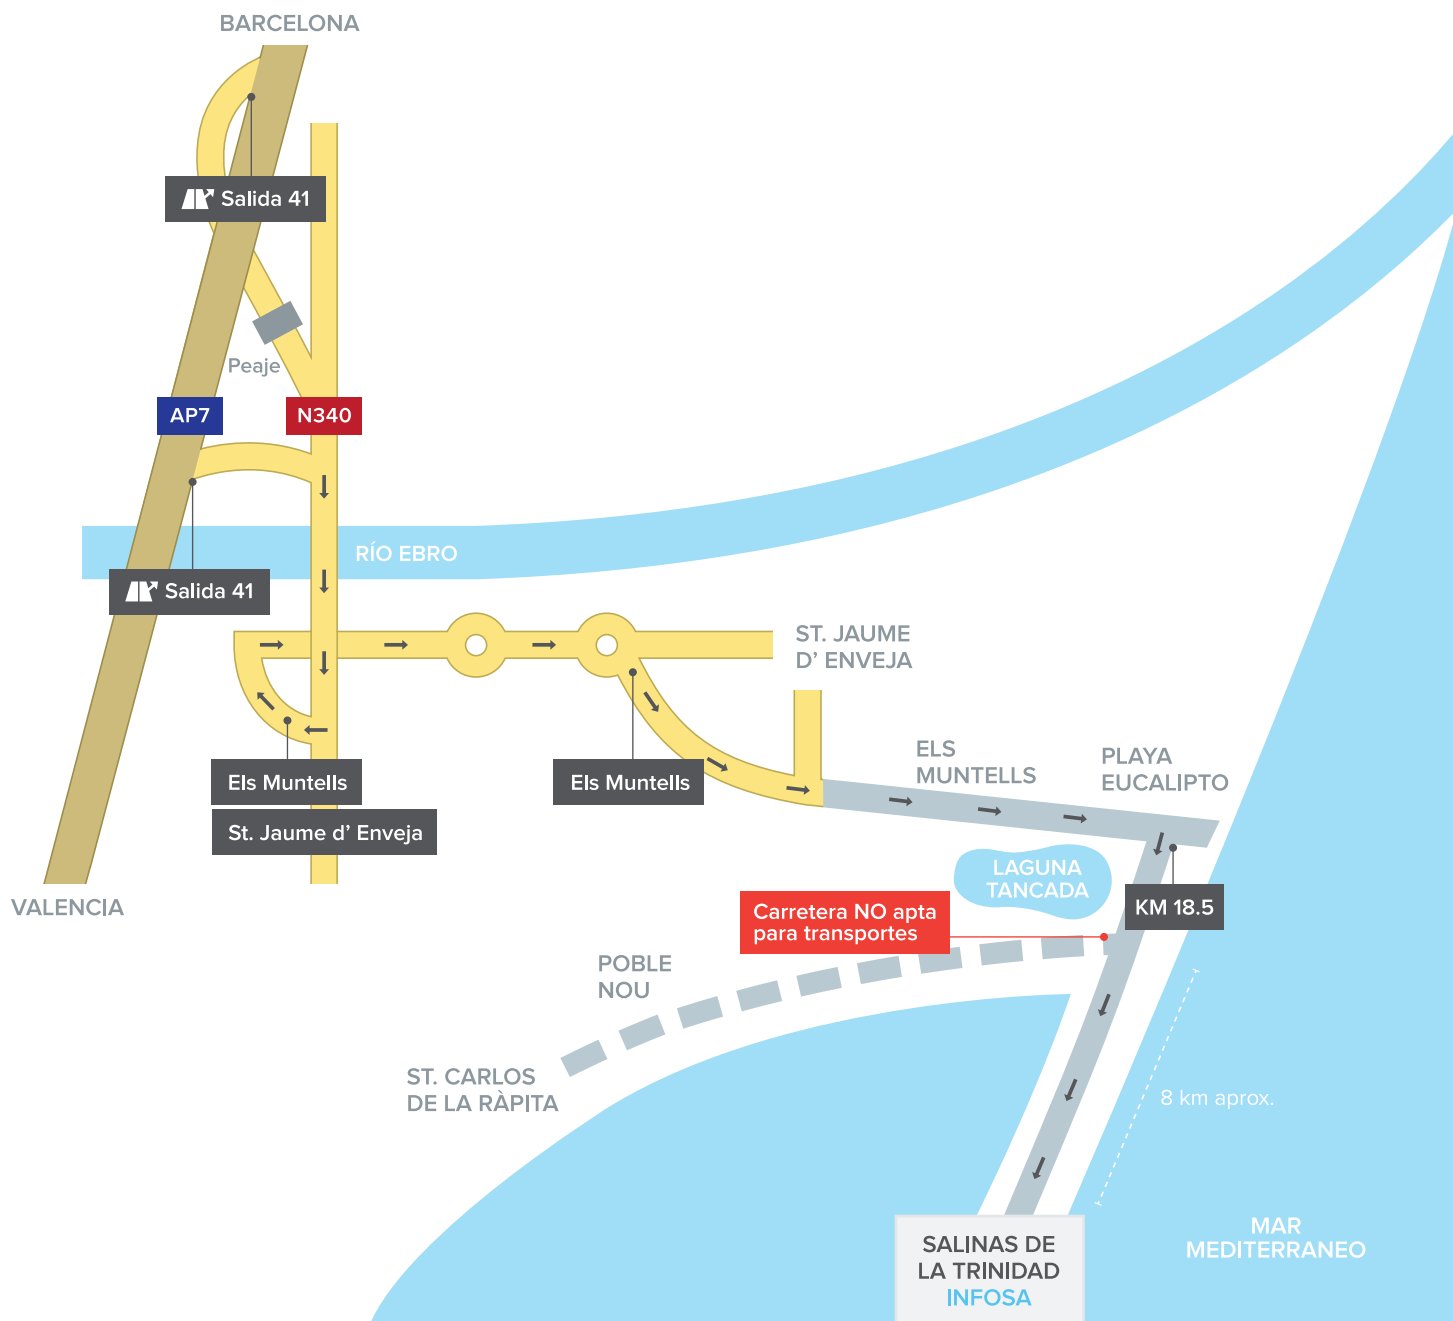 BARCELONA
Salida 41
Peaje
AP7
N340
RÍO EBRO
Salida 41
ST. JAUME
D’ ENVEJA
Els Muntells
St. Jaume d’ Enveja
Els Muntells
ELS
MUNTELLS
PLAYA
EUCALIPTO
VALENCIA
LAGUNA
TANCADA
KM 18.5
Carretera NO apta
para transportes
POBLE
NOU
ST. CARLOS
DE LA RÀPITA
8 km aprox.
MAR
MEDITERRANEO
SALINAS DE
LA TRINIDAD
INFOSA